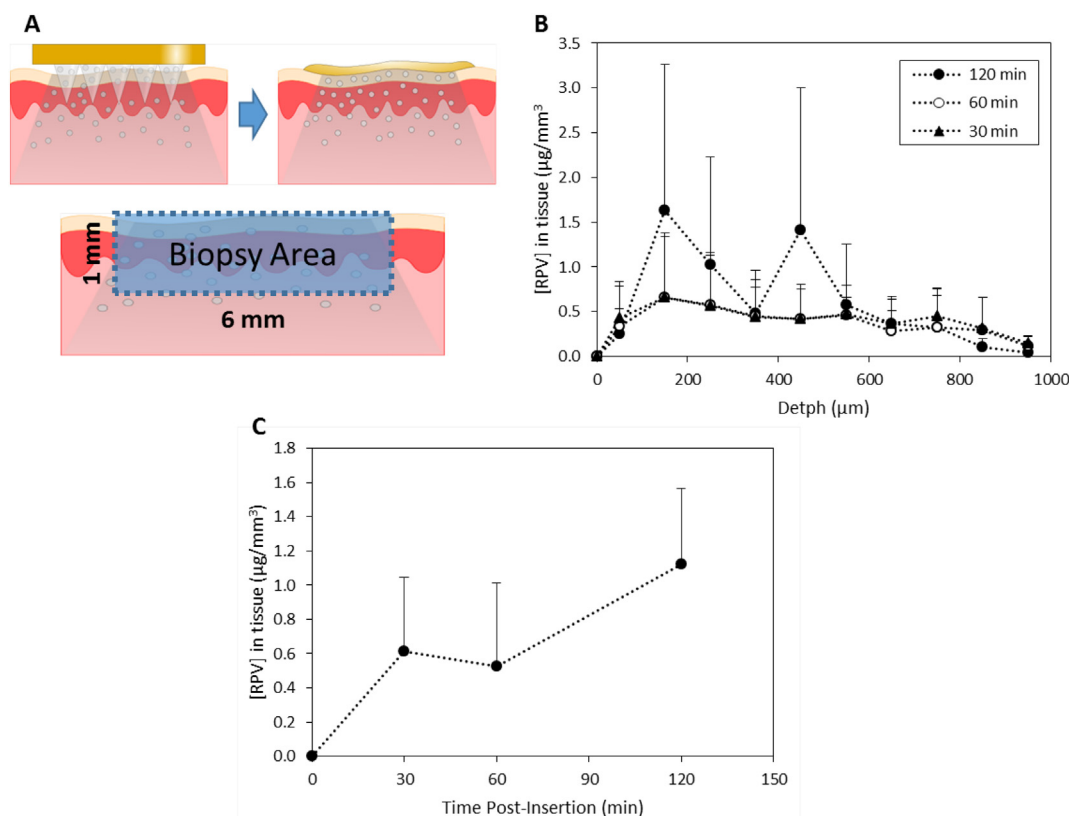 A
1 mm
Biopsy Area
6 mm
B
[RPV] in tissue (µg/mm³)
3.5
3.0
2.5
2.0
1.5
1.0
0.5
0.0
120 min
60 min
30 min
0
200
400
600
800
1000
Detph (µm)
C
[RPV] in tissue (µg/mm³)
1.8
1.6
1.4
1.2
1.0
0.8
0.6
0.4
0.2
0.0
0
30
60
90
120
150
Time Post-Insertion (min)